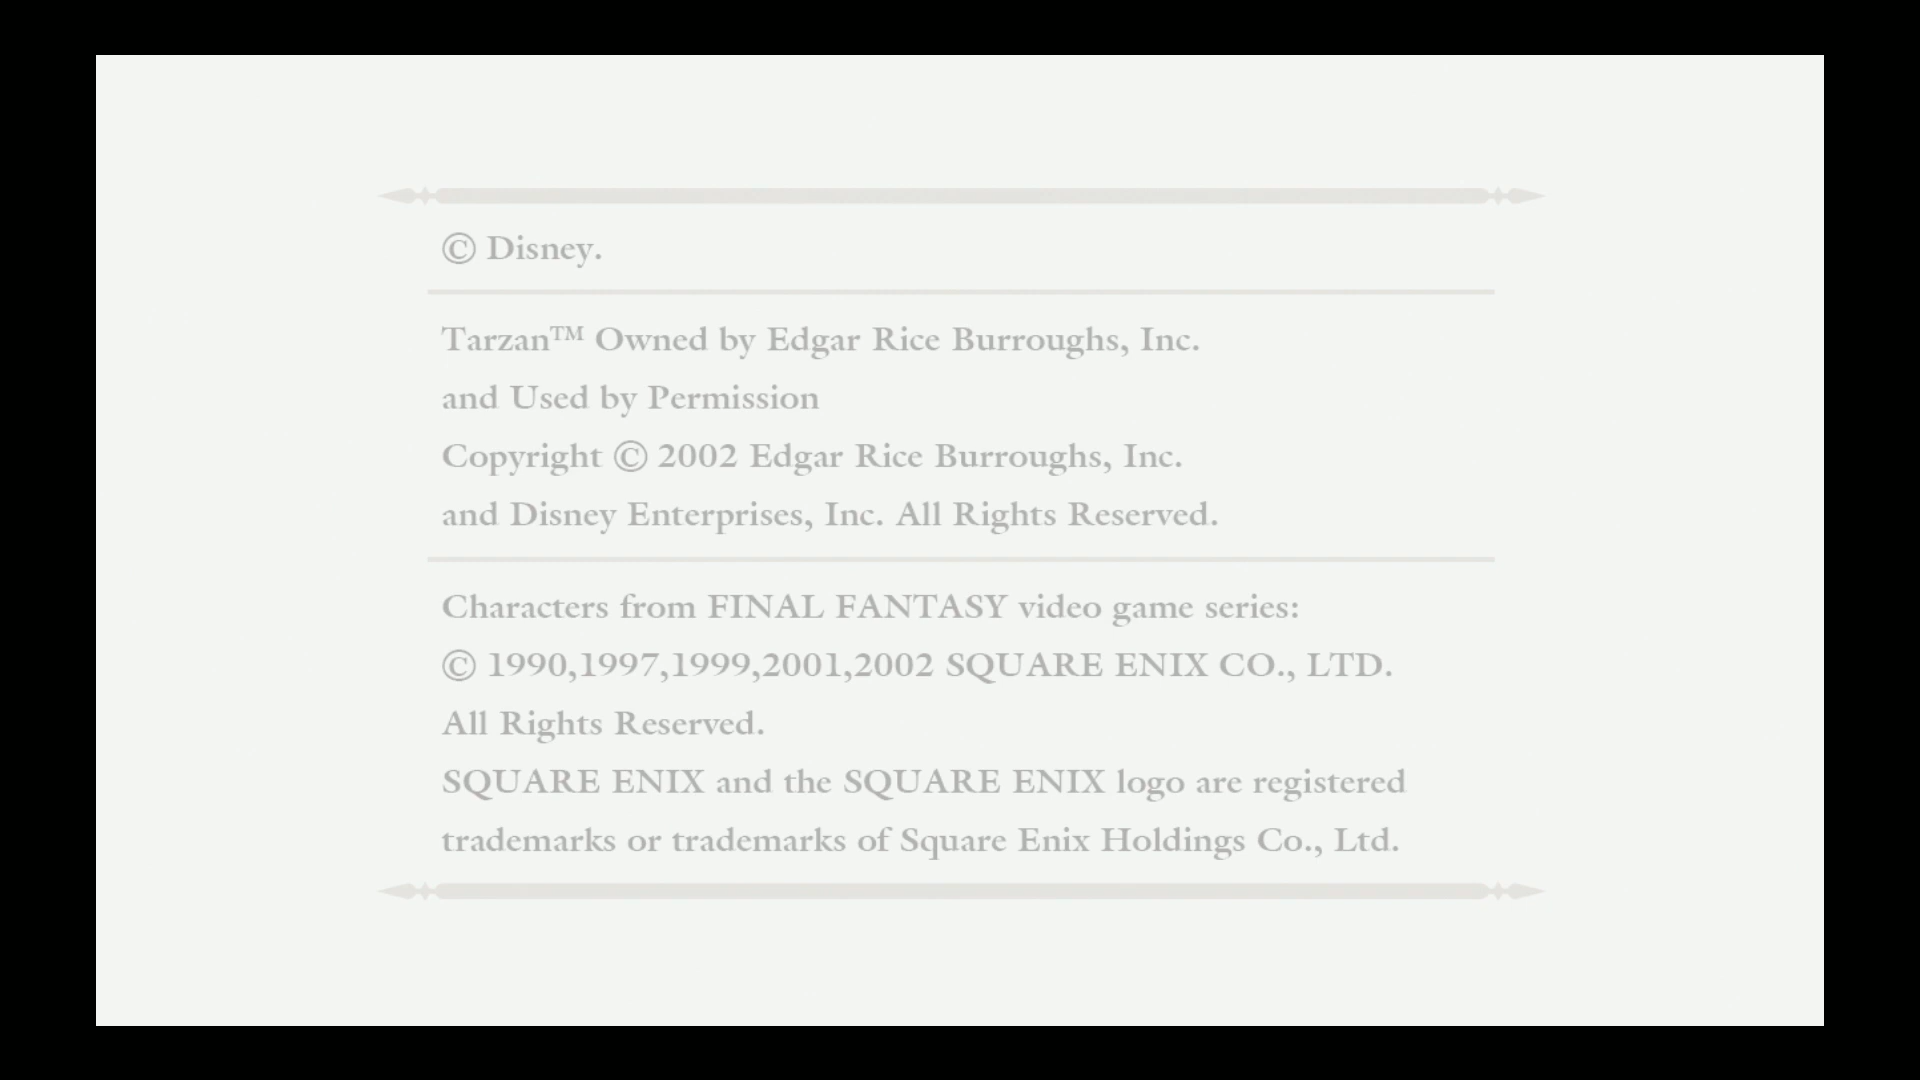 © Disney.
Tarzan™ Owned by Edgar Rice Burroughs, Inc.
and Used by Permission
Copyright © 2002 Edgar Rice Burroughs, Inc.
and Disney Enterprises, Inc. All Rights Reserved.
Characters from FINAL FANTASY video game series:
© 1990,1997,1999,2001,2002 SQUARE ENIX CO., LTD.
All Rights Reserved.
SQUARE ENIX and the SQUARE ENIX logo are registered
trademarks or trademarks of Square Enix Holdings Co., Ltd.